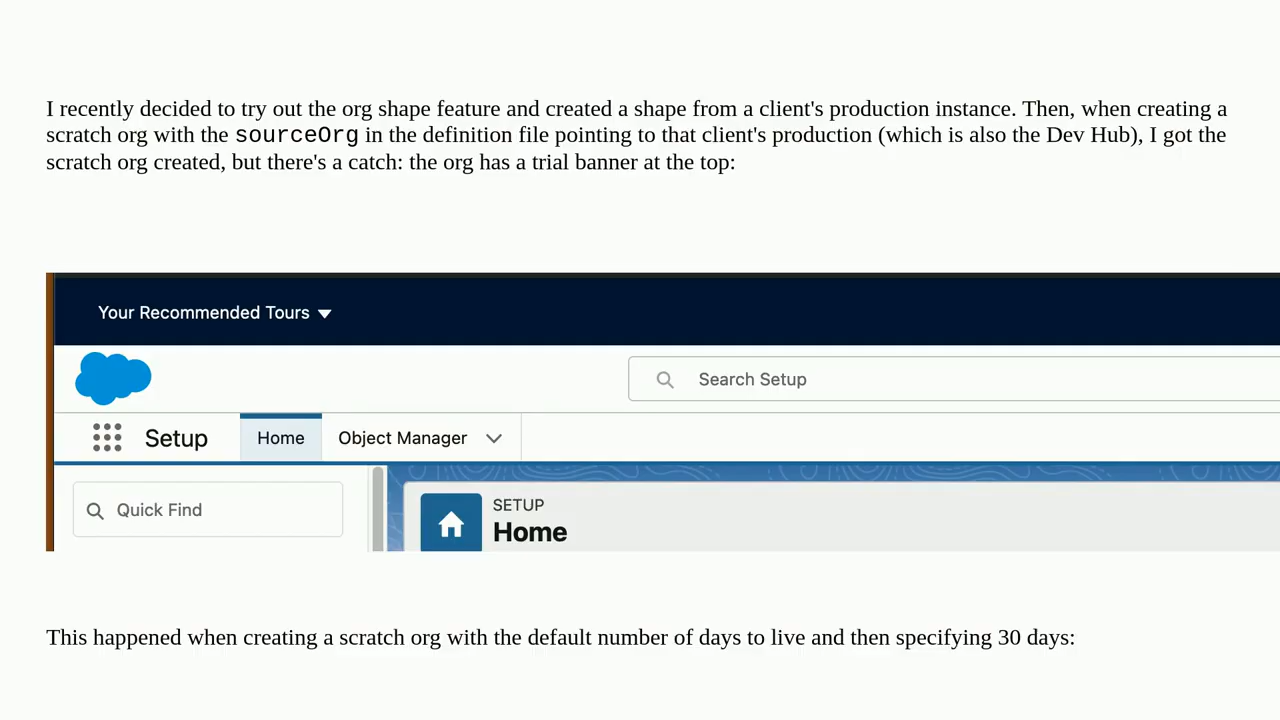 I recently decided to try out the org shape feature and created a shape from a client's production instance. Then, when creating a
scratch org with the sourceOrg in the definition file pointing to that client's production (which is also the Dev Hub), I got the
scratch org created, but there's a catch: the org has a trial banner at the top:
Your Recommended Tours
Search Setup
Setup Home Object Manager
Quick Find
SETUP
Home
This happened when creating a scratch org with the default number of days to live and then specifying 30 days: